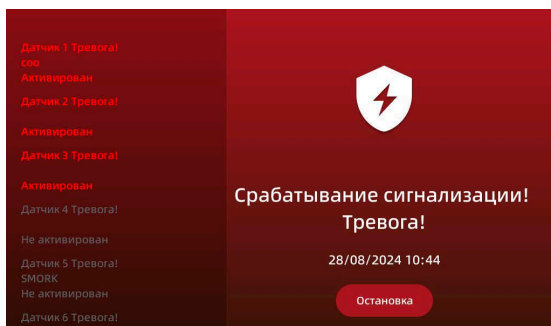 Датчик 1 Тревога!
coo
Активирован
Датчик 2 Тревога!
Активирован
Датчик 3 Тревога!
Активирован
Датчик 4 Тревога!
Не активирован
Датчик 5 Тревога!
SMORK
Не активирован
Датчик 6 Тревога!
Срабатывание сигнализации!
Тревога!
28/08/2024 10:44
Остановка